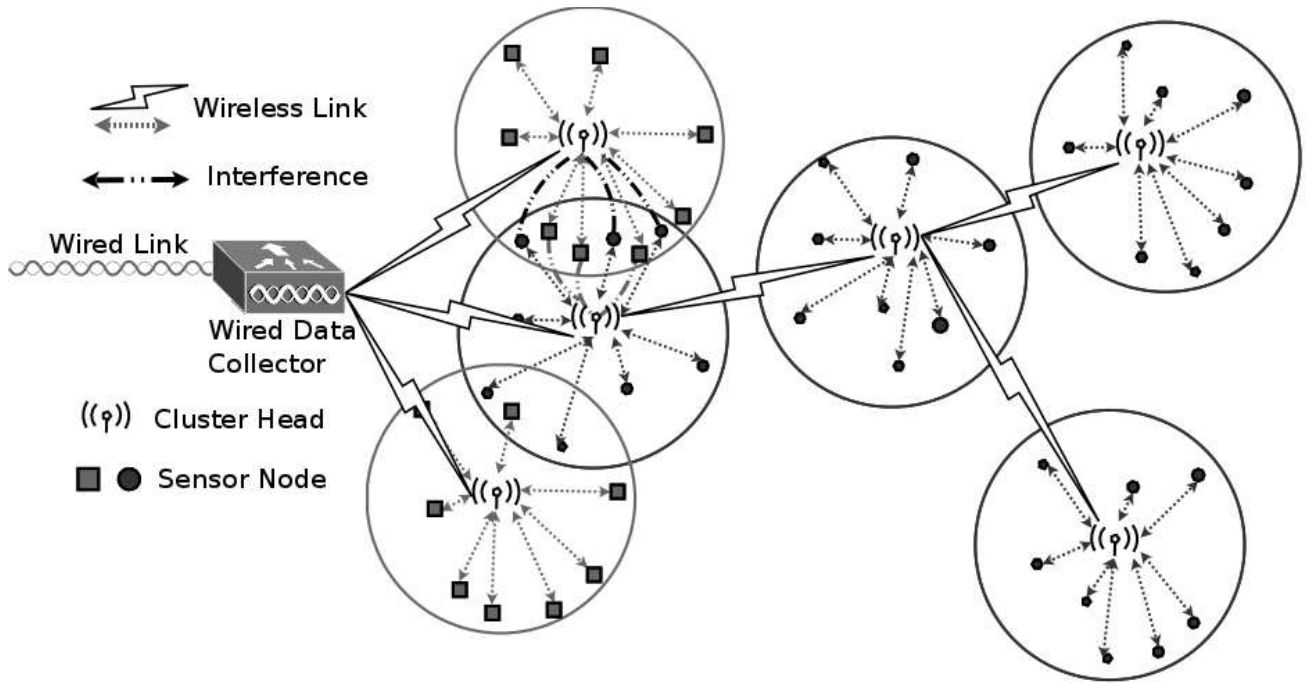 Wireless Link
Interference
Wired Link
Wired Data
Collector
Cluster Head
Sensor Node